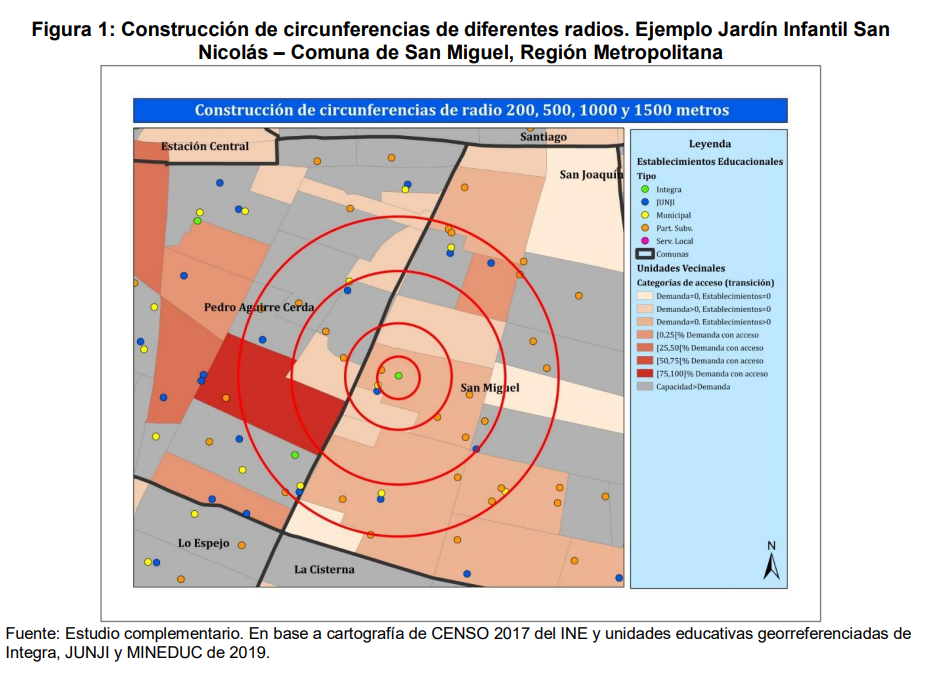 Figura 1: Construcción de circunferencias de diferentes radios. Ejemplo Jardín Infantil San
Nicolás – Comuna de San Miguel, Región Metropolitana
Construcción de circunferencias de radio 200, 500, 1000 y 1500 metros
Estación Central
Santiago
San Joaquín
Pedro Aguirre Cerda
San Miguel
Lo Espejo
La Cisterna
Leyenda
Establecimientos Educacionales
Tipo
Integra
JUNJI
Municipal
Part. Subv.
Serv. Local
Comunas
Unidades Vecinales
Categorías de acceso (transición)
Demanda=0, Establecimientos=0
Demanda>0, Establecimientos=0
Demanda=0. Establecimientos>0
[0,25[% Demanda con acceso
[25,50[% Demanda con acceso
[50,75[% Demanda con acceso
[75,100]% Demanda con acceso
Capacidad>Demanda
N
Fuente: Estudio complementario. En base a cartografía de CENSO 2017 del INE y unidades educativas georreferenciadas de
Integra, JUNJI y MINEDUC de 2019.